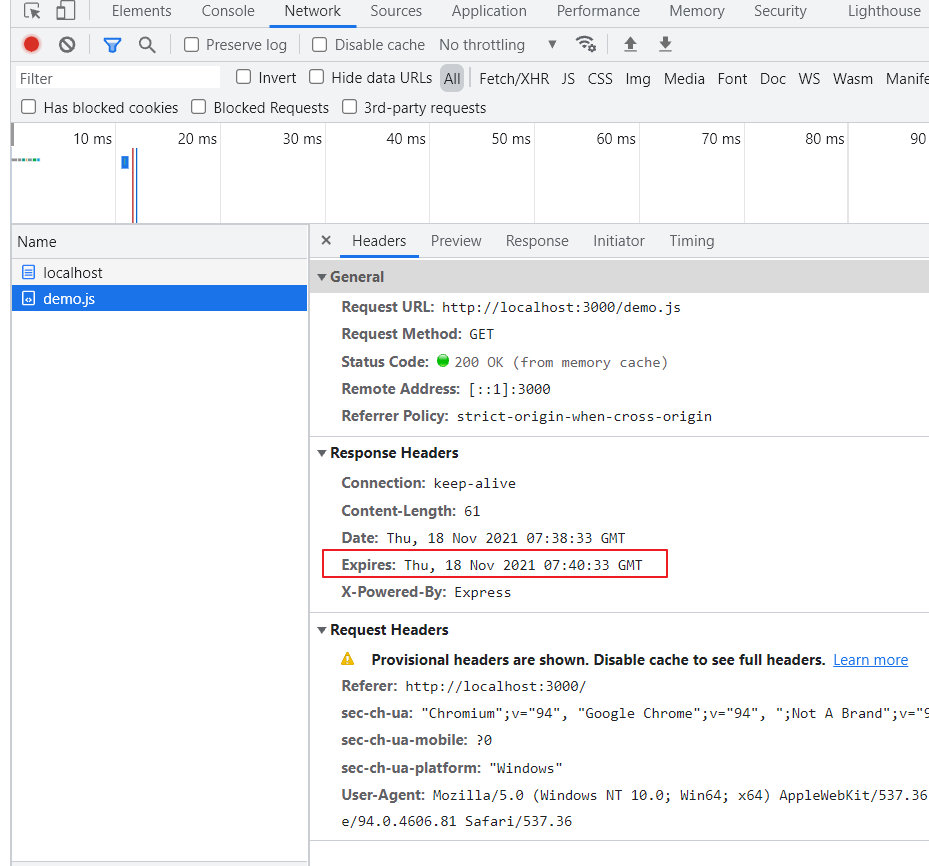 Elements Console Network Sources Application Performance Memory Security Lighthouse
Preserve log Disable cache No throttling
Filter Invert Hide data URLs All Fetch/XHR JS CSS Img Media Font Doc WS Wasm Manife
Has blocked cookies Blocked Requests 3rd-party requests
10 ms 20 ms 30 ms 40 ms 50 ms 60 ms 70 ms 80 ms 90
Name
localhost
demo.js
× Headers Preview Response Initiator Timing
General
Request URL: http://localhost:3000/demo.js
Request Method: GET
Status Code: 200 OK (from memory cache)
Remote Address: [::1]:3000
Referrer Policy: strict-origin-when-cross-origin
Response Headers
Connection: keep-alive
Content-Length: 61
Date: Thu, 18 Nov 2021 07:38:33 GMT
Expires: Thu, 18 Nov 2021 07:40:33 GMT
X-Powered-By: Express
Request Headers
Provisional headers are shown. Disable cache to see full headers. Learn more
Referer: http://localhost:3000/
sec-ch-ua: "Chromium";v="94", "Google Chrome";v="94", ";Not A Brand";v="9
sec-ch-ua-mobile: ?0
sec-ch-ua-platform: "Windows"
User-Agent: Mozilla/5.0 (Windows NT 10.0; Win64; x64) AppleWebKit/537.36
e/94.0.4606.81 Safari/537.36